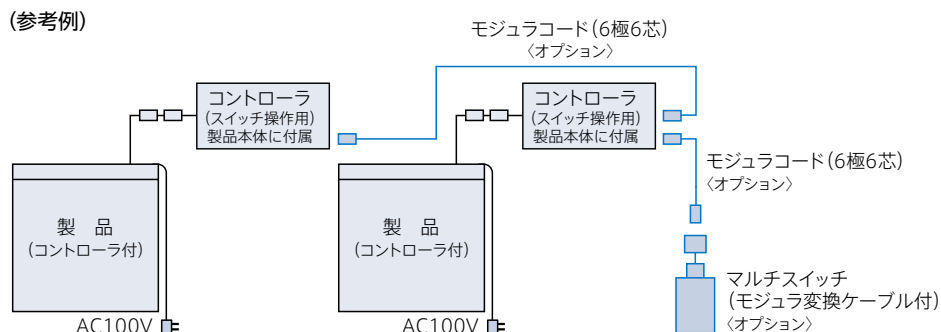 (参考例)
モジュラコード(6極6芯)
〈オプション〉
コントローラ
(スイッチ操作用)
製品本体に付属
コントローラ
(スイッチ操作用)
製品本体に付属
モジュラコード(6極6芯)
〈オプション〉
製 品
(コントローラ付)
製 品
(コントローラ付)
マルチスイッチ
(モジュラ変換ケーブル付)
〈オプション〉
AC100V
AC100V